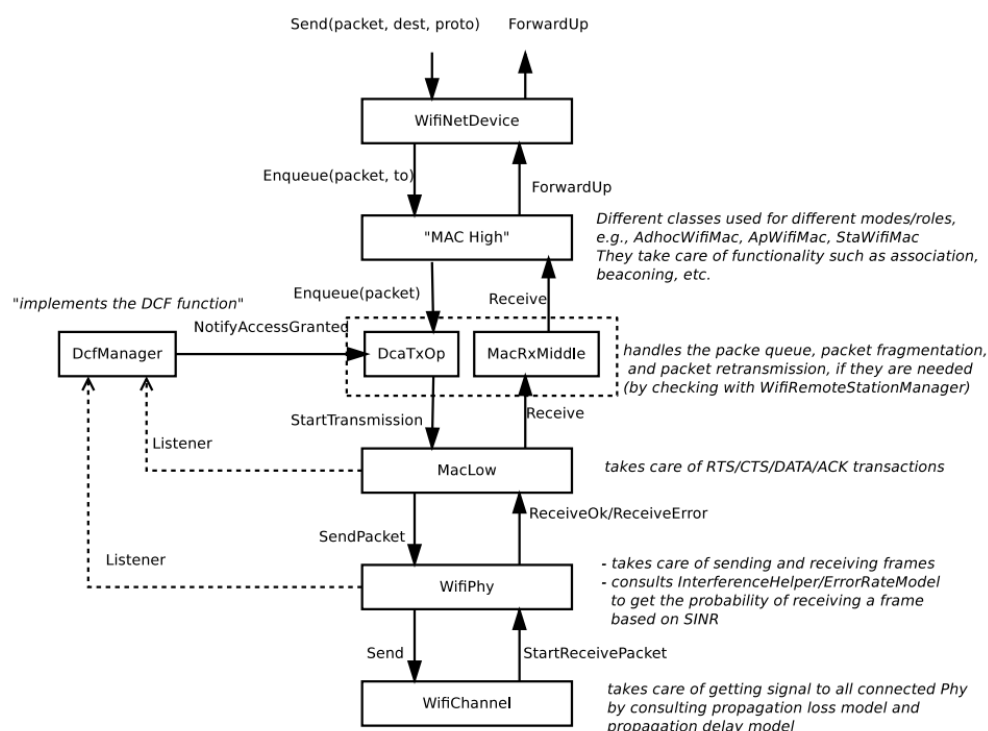 Send(packet, dest, proto)
ForwardUp
WifiNetDevice
Enqueue(packet, to)
ForwardUp
"MAC High"
Different classes used for different modes/roles,
e.g., AdhocWifiMac, ApWifiMac, StaWifiMac
They take care of functionality such as association,
beaconing, etc.
Enqueue(packet)
Receive
"implements the DCF function"
NotifyAccessGranted
DcfManager
DcaTxOp
MacRxMiddle
handles the packe queue, packet fragmentation,
and packet retransmission, if they are needed
(by checking with WifiRemoteStationManager)
StartTransmission
Receive
Listener
MacLow
takes care of RTS/CTS/DATA/ACK transactions
SendPacket
ReceiveOk/ReceiveError
Listener
WifiPhy
- takes care of sending and receiving frames
- consults InterferenceHelper/ErrorRateModel
to get the probability of receiving a frame
based on SINR
Send
StartReceivePacket
WifiChannel
takes care of getting signal to all connected Phy
by consulting propagation loss model and
propagation delay model